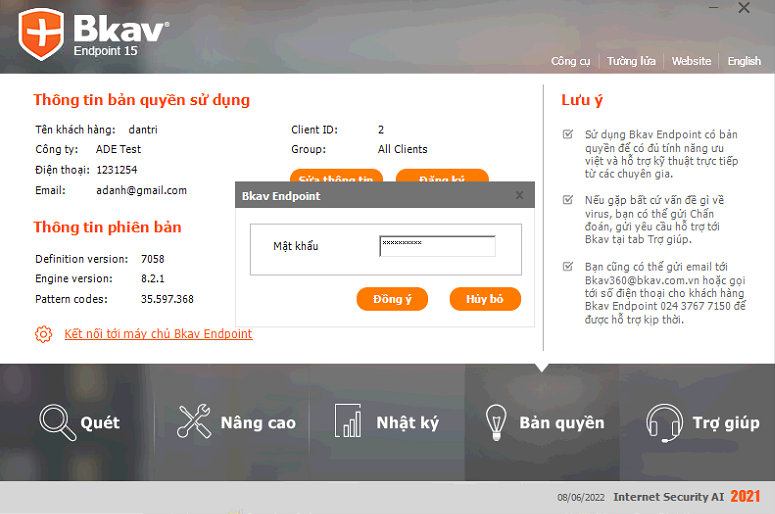 Bkav
Endpoint 15
Công cụ Tường lửa Website English
Thông tin bản quyền sử dụng
Tên khách hàng: dantri
Công ty: ADE Test
Điện thoại: 1231254
Email: adanh@gmail.com
Client ID: 2
Group: All Clients
Sửa thông tin Đăng ký
Thông tin phiên bản
Definition version: 7058
Engine version: 8.2.1
Pattern codes: 35.597.368
Kết nối tới máy chủ Bkav Endpoint
Bkav Endpoint x
Mật khẩu xxxxxxxxxx
Đồng ý Hủy bỏ
Lưu ý
Sử dụng Bkav Endpoint có bản
quyền để có đủ tính năng ưu
việt và hỗ trợ kỹ thuật trực tiếp
từ các chuyên gia.
Nếu gặp bất cứ vấn đề gì về
virus, bạn có thể gửi Chẩn
đoán, gửi yêu cầu hỗ trợ tới
Bkav tại tab Trợ giúp.
Bạn cũng có thể gửi email tới
Bkav360@bkav.com.vn hoặc gọi
tới số điện thoại cho khách hàng
Bkav Endpoint 024 3767 7150 để
được hỗ trợ kịp thời.
Quét Nâng cao Nhật ký Bản quyền Trợ giúp
08/06/2022 Internet Security AI 2021